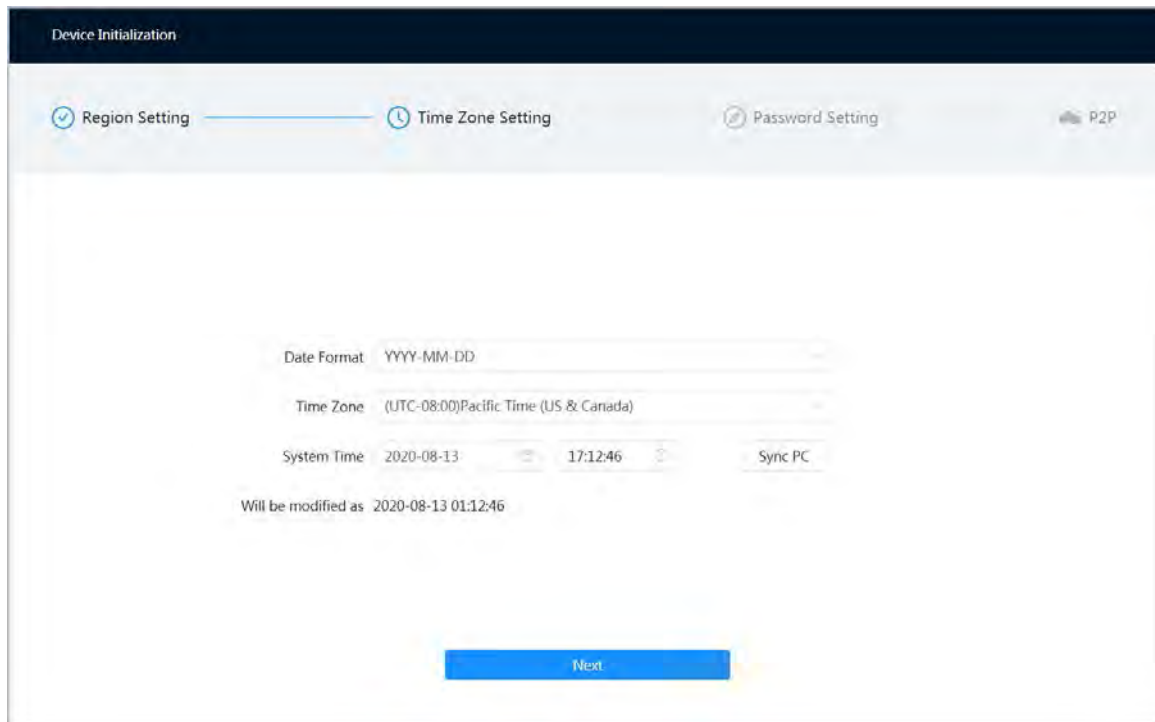 Device Initialization
Region Setting Time Zone Setting Password Setting P2P
Date Format YYYY-MM-DD
Time Zone (UTC-08:00)Pacific Time (US & Canada)
System Time 2020-08-13 17:12:46 Sync PC
Will be modified as 2020-08-13 01:12:46
Next